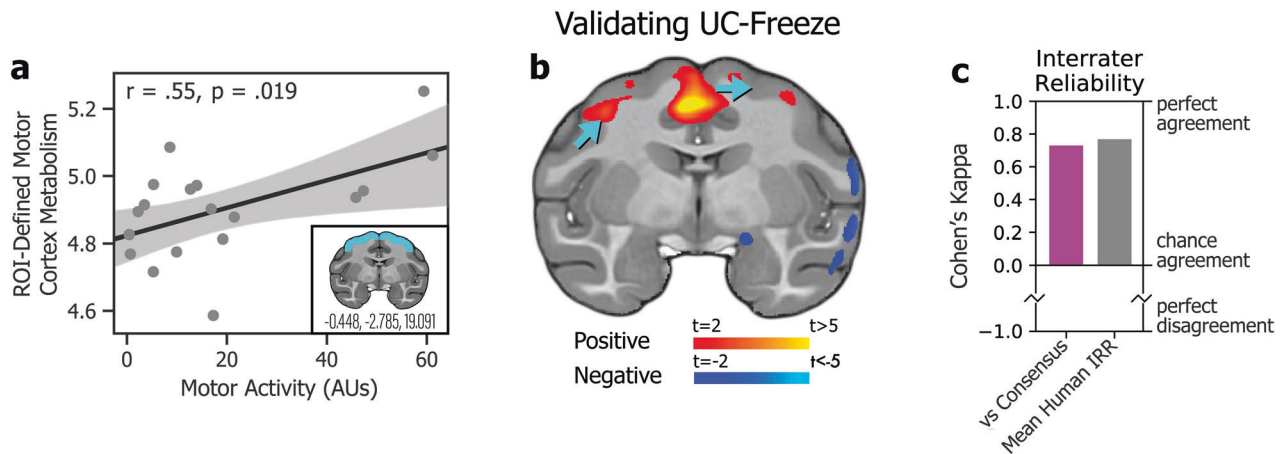 Validating UC-Freeze
a
r = .55, p = .019
ROI-Defined Motor
Cortex Metabolism
5.2
5.0
4.8
4.6
-0.448, -2.785, 19.091
0 20 40 60
Motor Activity (AUs)
b
t=2 t>5
Positive
t=-2 t<-5
Negative
c
Interrater
Reliability
Cohen's Kappa
1.0
0.8
0.6
0.4
0.2
0.0
−1.0
perfect
agreement
chance
agreement
perfect
disagreement
vs Consensus
Mean Human IRR